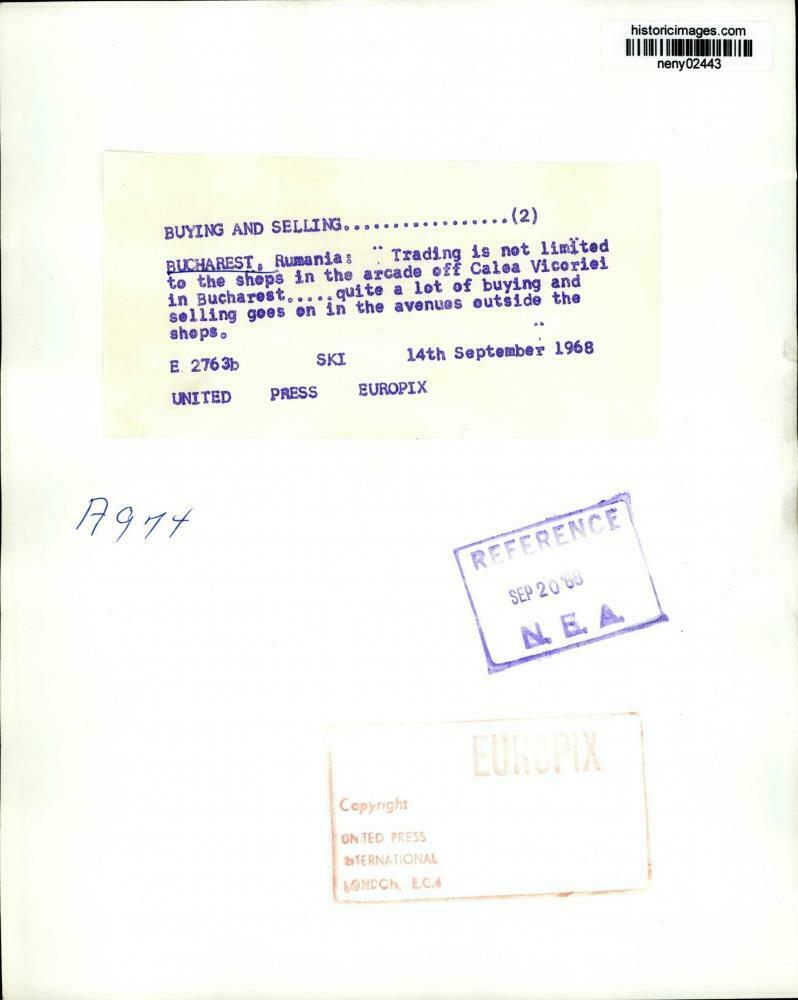 historicimages.com
neny02443
BUYING AND SELLING.................(2)
BUCHAREST, Rumania: " Trading is not limited
to the shops in the arcade off Calea Vicoriei
in Bucharest.....quite a lot of buying and
selling goes on in the avenues outside the
shops. "
E 2763b SKI 14th September 1968
UNITED PRESS EUROPIX
A974
REFERENCE
SEP 20 '68
N. E. A.
EUROPIX
Copyright
UNITED PRESS
INTERNATIONAL
LONDON, E.C.4